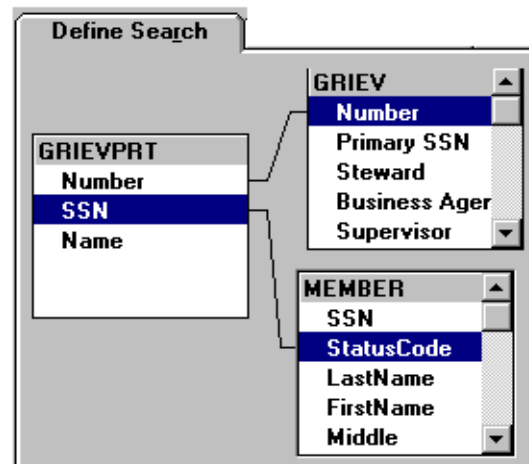 Define Search
GRIEVPRT
Number
SSN
Name
GRIEV
Number
Primary SSN
Steward
Business Ager
Supervisor
MEMBER
SSN
StatusCode
LastName
FirstName
Middle